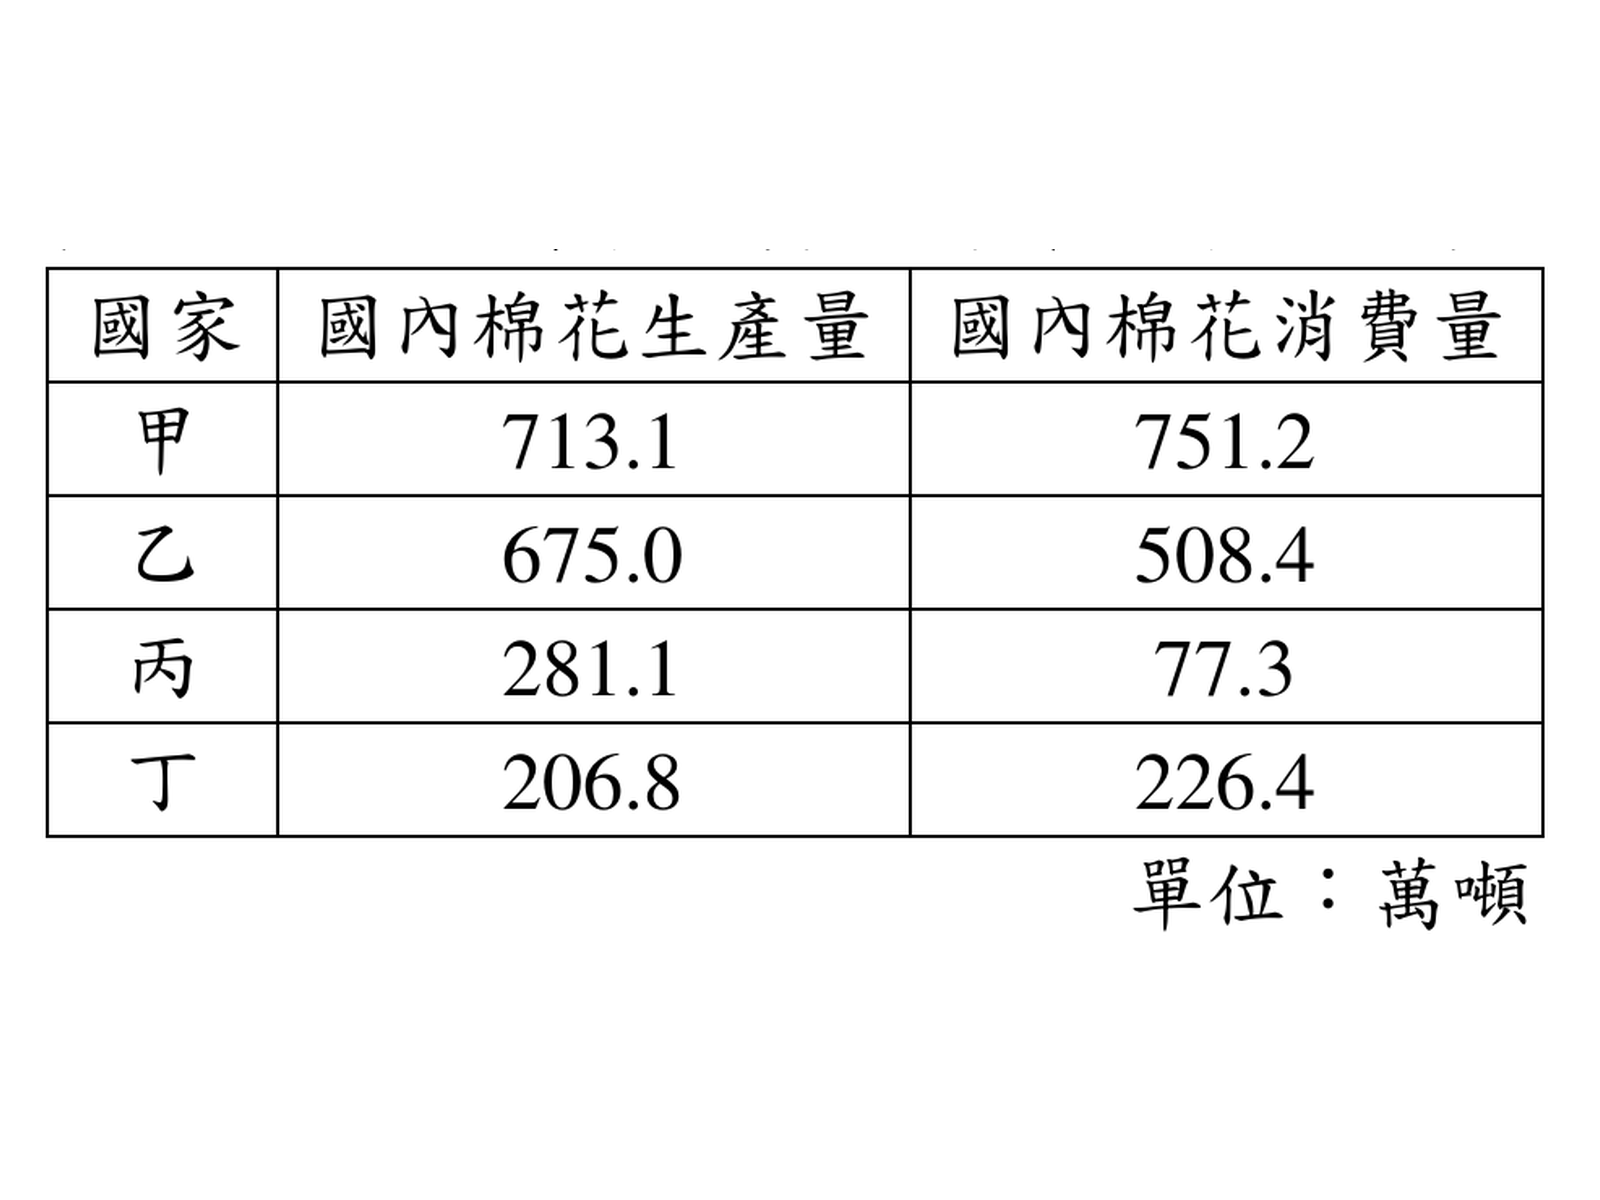 國家 國內棉花生產量 國內棉花消費量
甲 713.1 751.2
乙 675.0 508.4
丙 281.1 77.3
丁 206.8 226.4
單位：萬噸